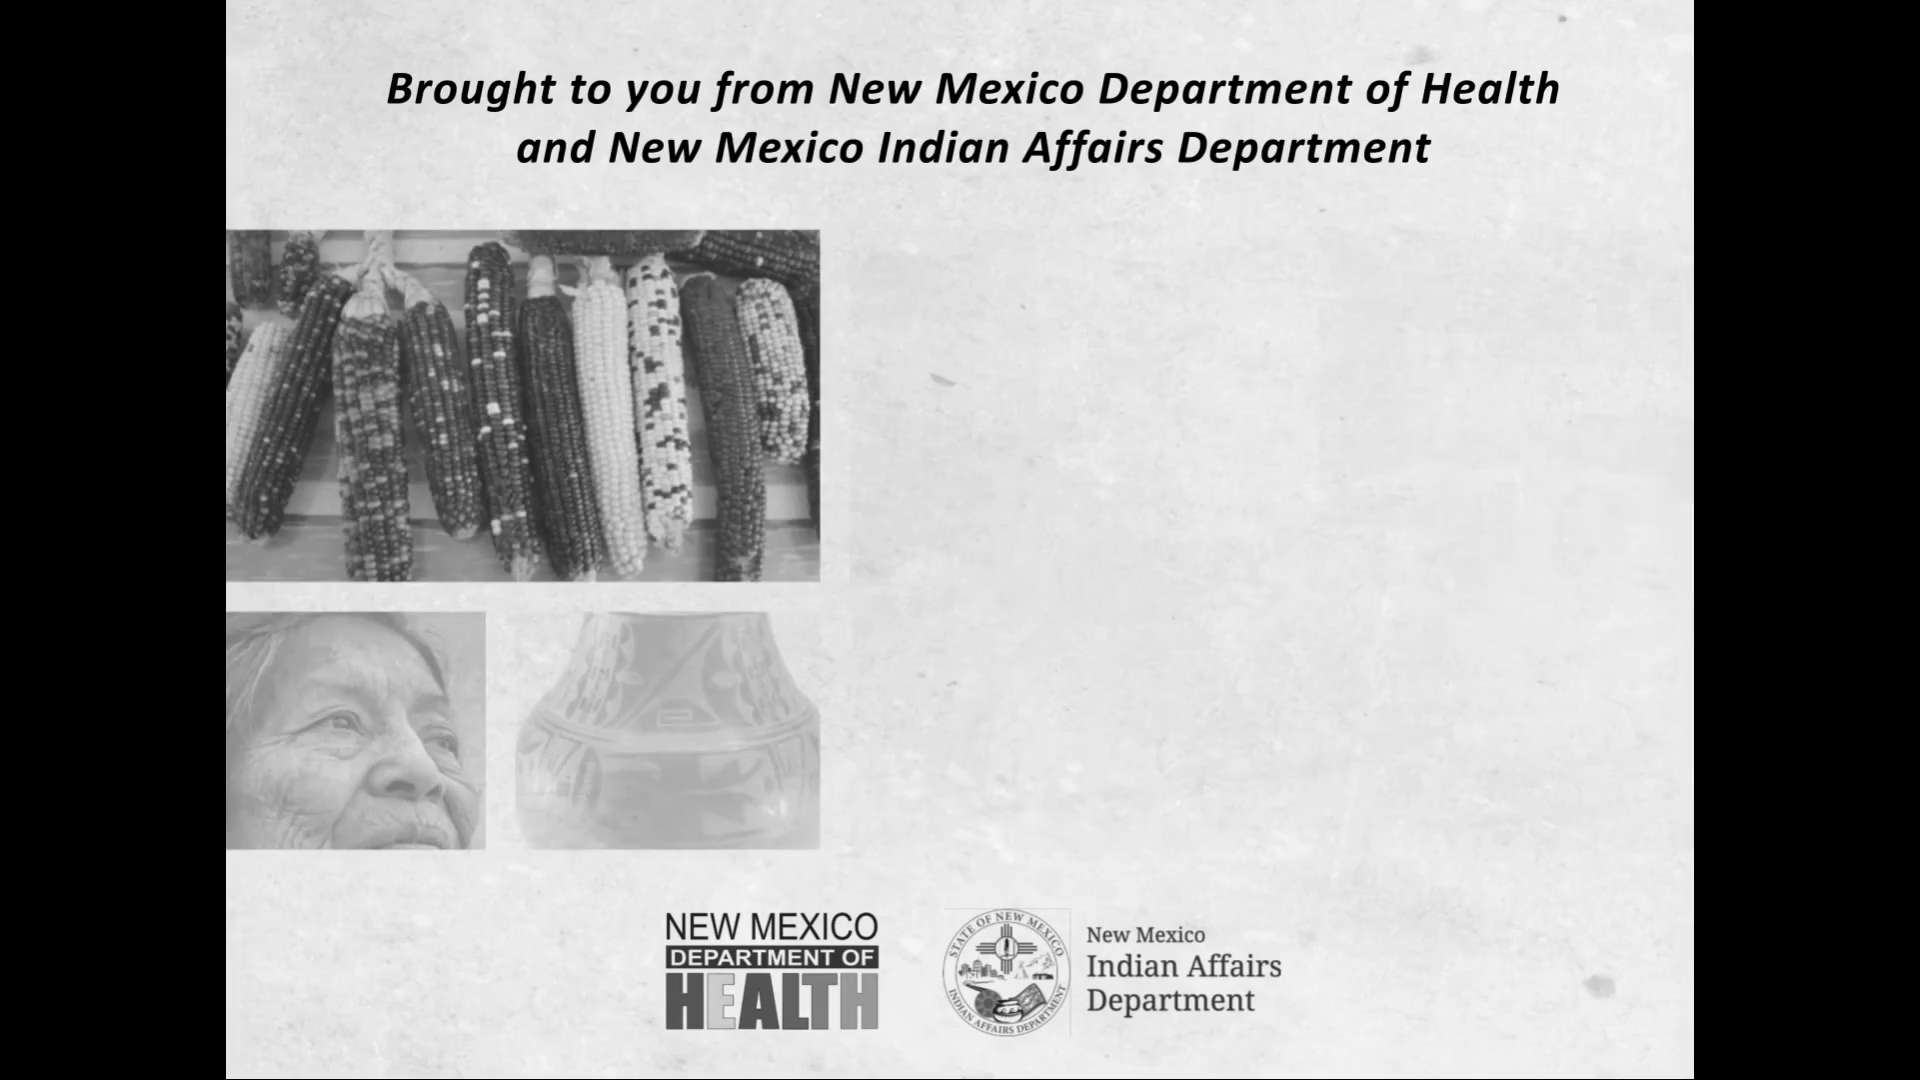 Brought to you from New Mexico Department of Health
and New Mexico Indian Affairs Department
NEW MEXICO
DEPARTMENT OF
HEALTH
STATE OF NEW MEXICO
INDIAN AFFAIRS DEPARTMENT
New Mexico
Indian Affairs
Department